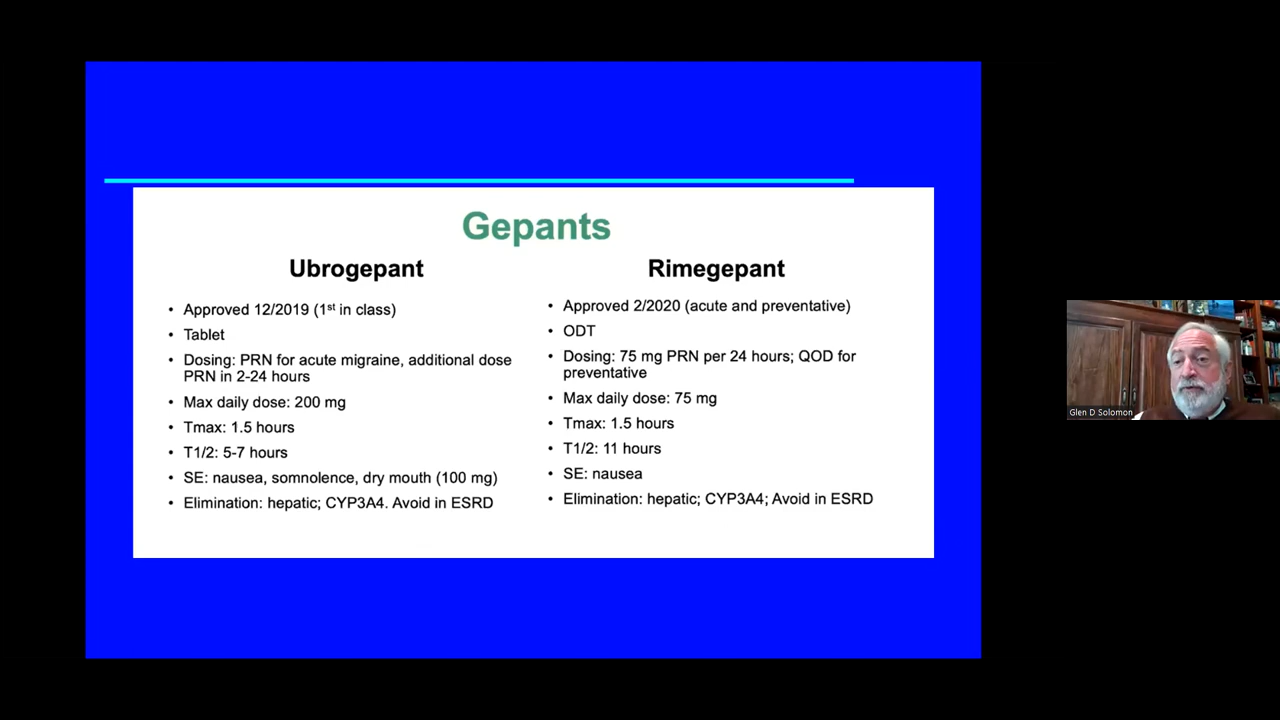 Gepants
Ubrogepant
• Approved 12/2019 (1st in class)
• Tablet
• Dosing: PRN for acute migraine, additional dose
PRN in 2-24 hours
• Max daily dose: 200 mg
• Tmax: 1.5 hours
• T1/2: 5-7 hours
• SE: nausea, somnolence, dry mouth (100 mg)
• Elimination: hepatic; CYP3A4. Avoid in ESRD
Rimegepant
• Approved 2/2020 (acute and preventative)
• ODT
• Dosing: 75 mg PRN per 24 hours; QOD for
preventative
• Max daily dose: 75 mg
• Tmax: 1.5 hours
• T1/2: 11 hours
• SE: nausea
• Elimination: hepatic; CYP3A4; Avoid in ESRD
Glen D Solomon